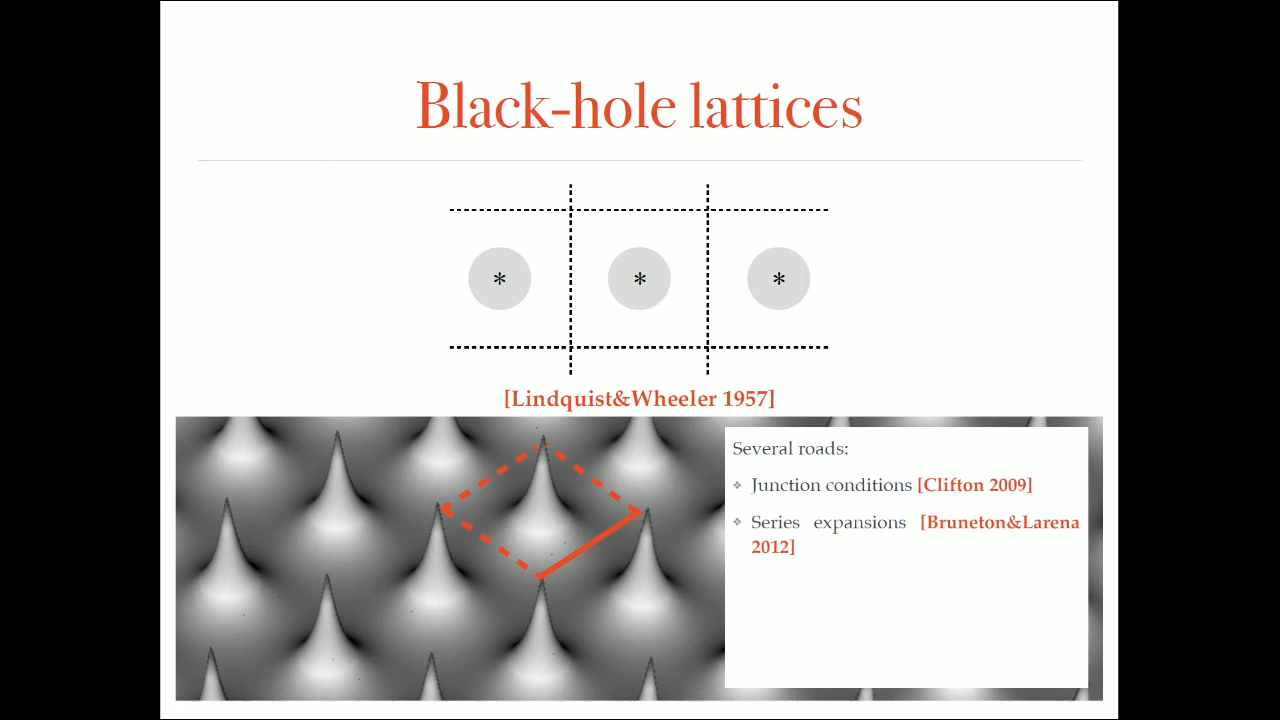 Black-hole lattices
* * *
[Lindquist&Wheeler 1957]
Several roads:
❖ Junction conditions [Clifton 2009]
❖ Series expansions [Bruneton&Larena
2012]